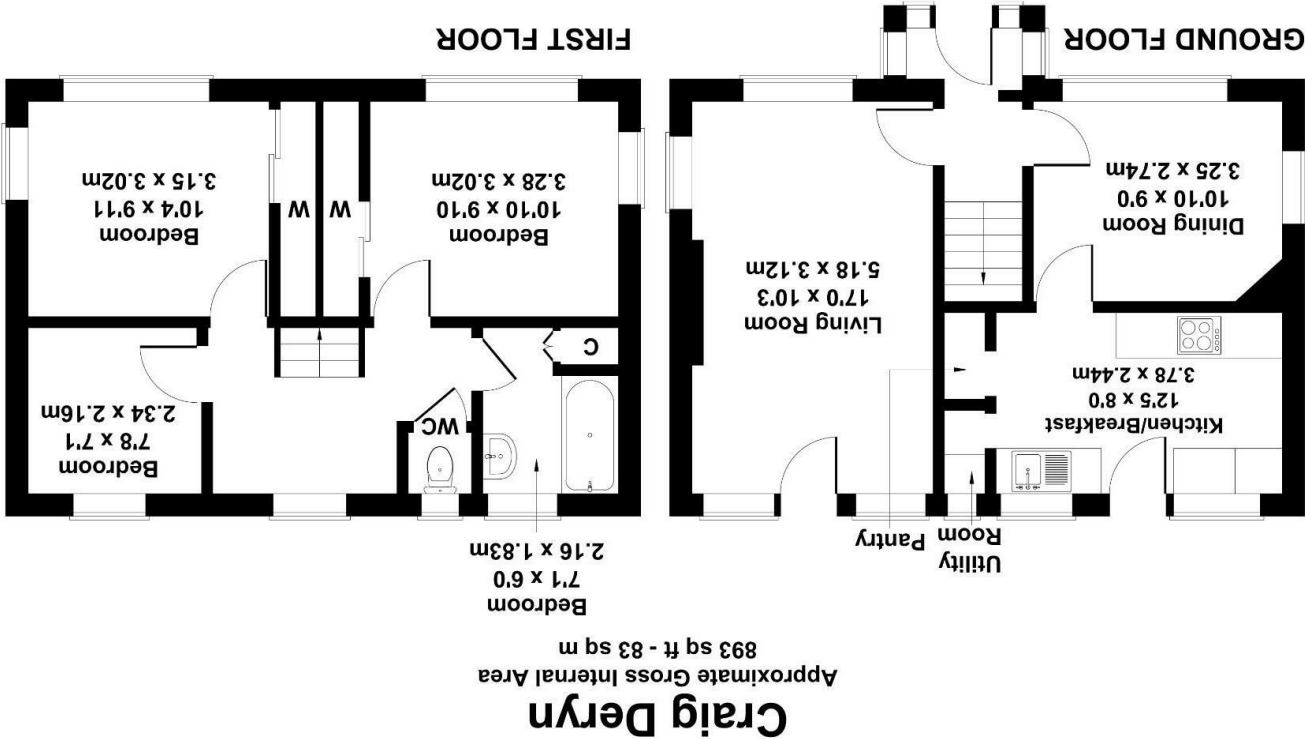 Craig Deryn
Approximate Gross Internal Area
893 sq ft - 83 sq m
Utility
Room
Pantry
Kitchen/Breakfast
12'5 x 8'0
3.78 x 2.44m
Living Room
17'0 x 10'3
5.18 x 3.12m
Dining Room
10'10 x 9'0
3.25 x 2.74m
GROUND FLOOR
Bedroom
7'1 x 6'0
2.16 x 1.83m
WC
Bedroom
7'8 x 7'1
2.34 x 2.16m
C
Bedroom
10'10 x 9'10
3.28 x 3.02m
W
W
Bedroom
10'4 x 9'11
3.15 x 3.02m
FIRST FLOOR